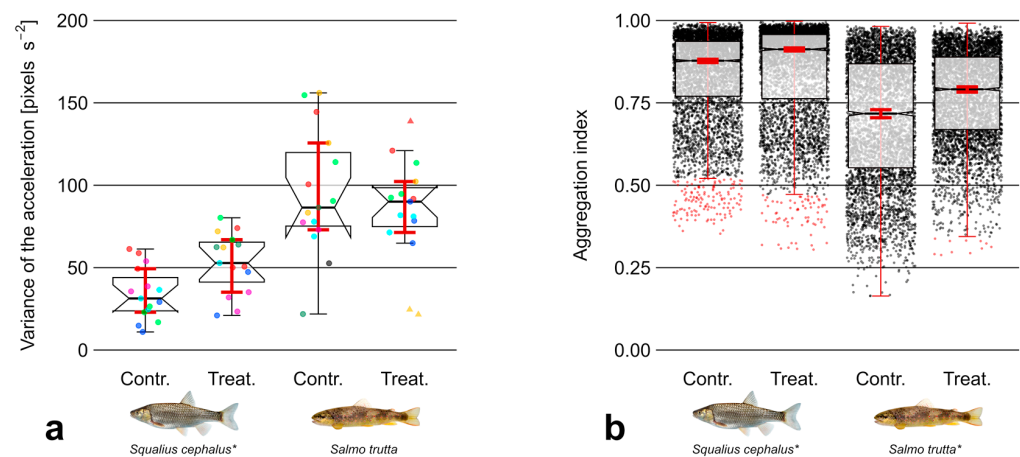 Variance of the acceleration [pixels s⁻²]
200
150
100
50
0
Contr. Treat. Contr. Treat.
a
Squalius cephalus* Salmo trutta
Aggregation index
1.00
0.75
0.50
0.25
0.00
Contr. Treat. Contr. Treat.
b
Squalius cephalus* Salmo trutta*